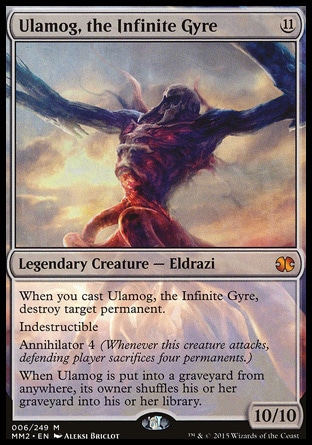 Ulamog, the Infinite Gyre 11
Legendary Creature — Eldrazi
When you cast Ulamog, the Infinite Gyre,
destroy target permanent.
Indestructible
Annihilator 4 (Whenever this creature attacks,
defending player sacrifices four permanents.)
When Ulamog is put into a graveyard from
anywhere, its owner shuffles his or her
graveyard into his or her library.
10/10
006/249 M
MM2 • EN Aleksi Briclot
™ & © 2015 Wizards of the Coast